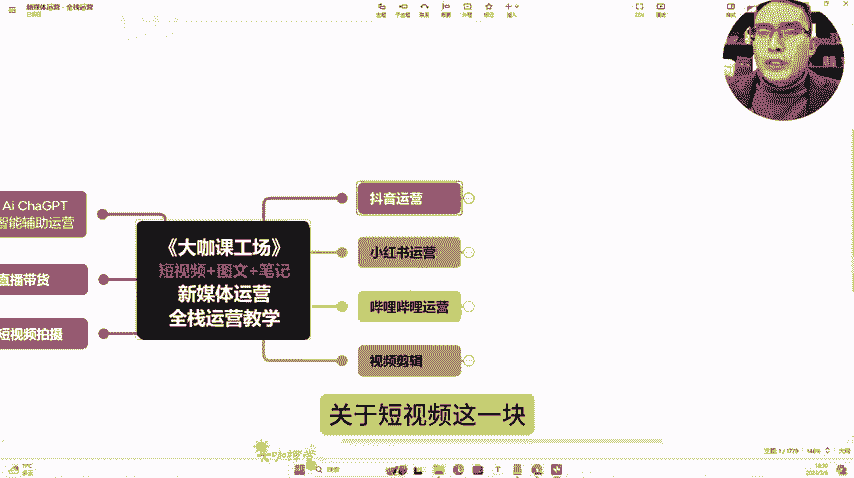 新媒体运营 - 全栈运营
Ai ChaGPT
智能辅助运营
直播带货
短视频拍摄
《大咖课工场》
短视频+图文+笔记
新媒体运营
全栈运营教学
抖音运营
小红书运营
哔哩哔哩运营
视频剪辑
关于短视频这一块